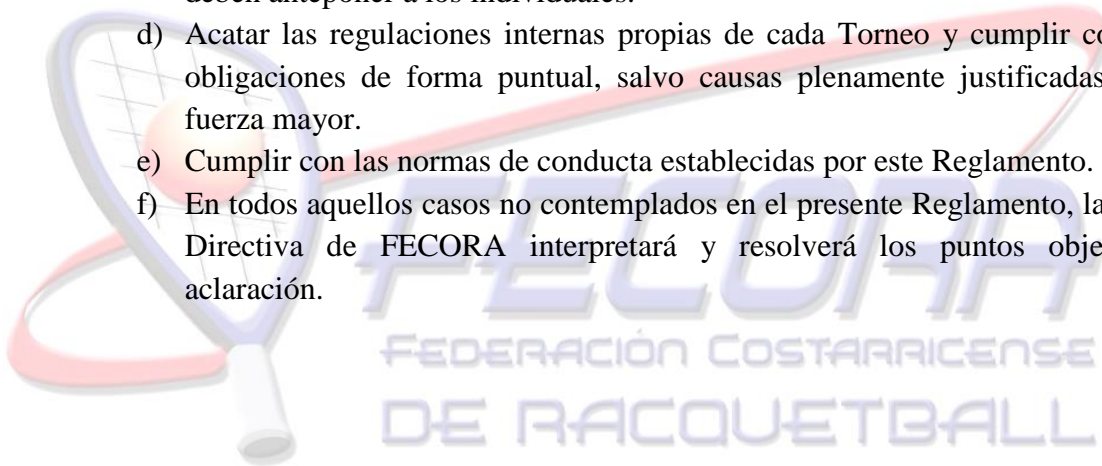 deben anteponer a los individuales.
d) Acatar las regulaciones internas propias de cada Torneo y cumplir co
obligaciones de forma puntual, salvo causas plenamente justificadas
fuerza mayor.
e) Cumplir con las normas de conducta establecidas por este Reglamento.
f) En todos aquellos casos no contemplados en el presente Reglamento, la
Directiva de FECORA interpretará y resolverá los puntos obje
aclaración.
FECORA
FEDERACIÓN COSTARRICENSE
DE RACQUETBALL